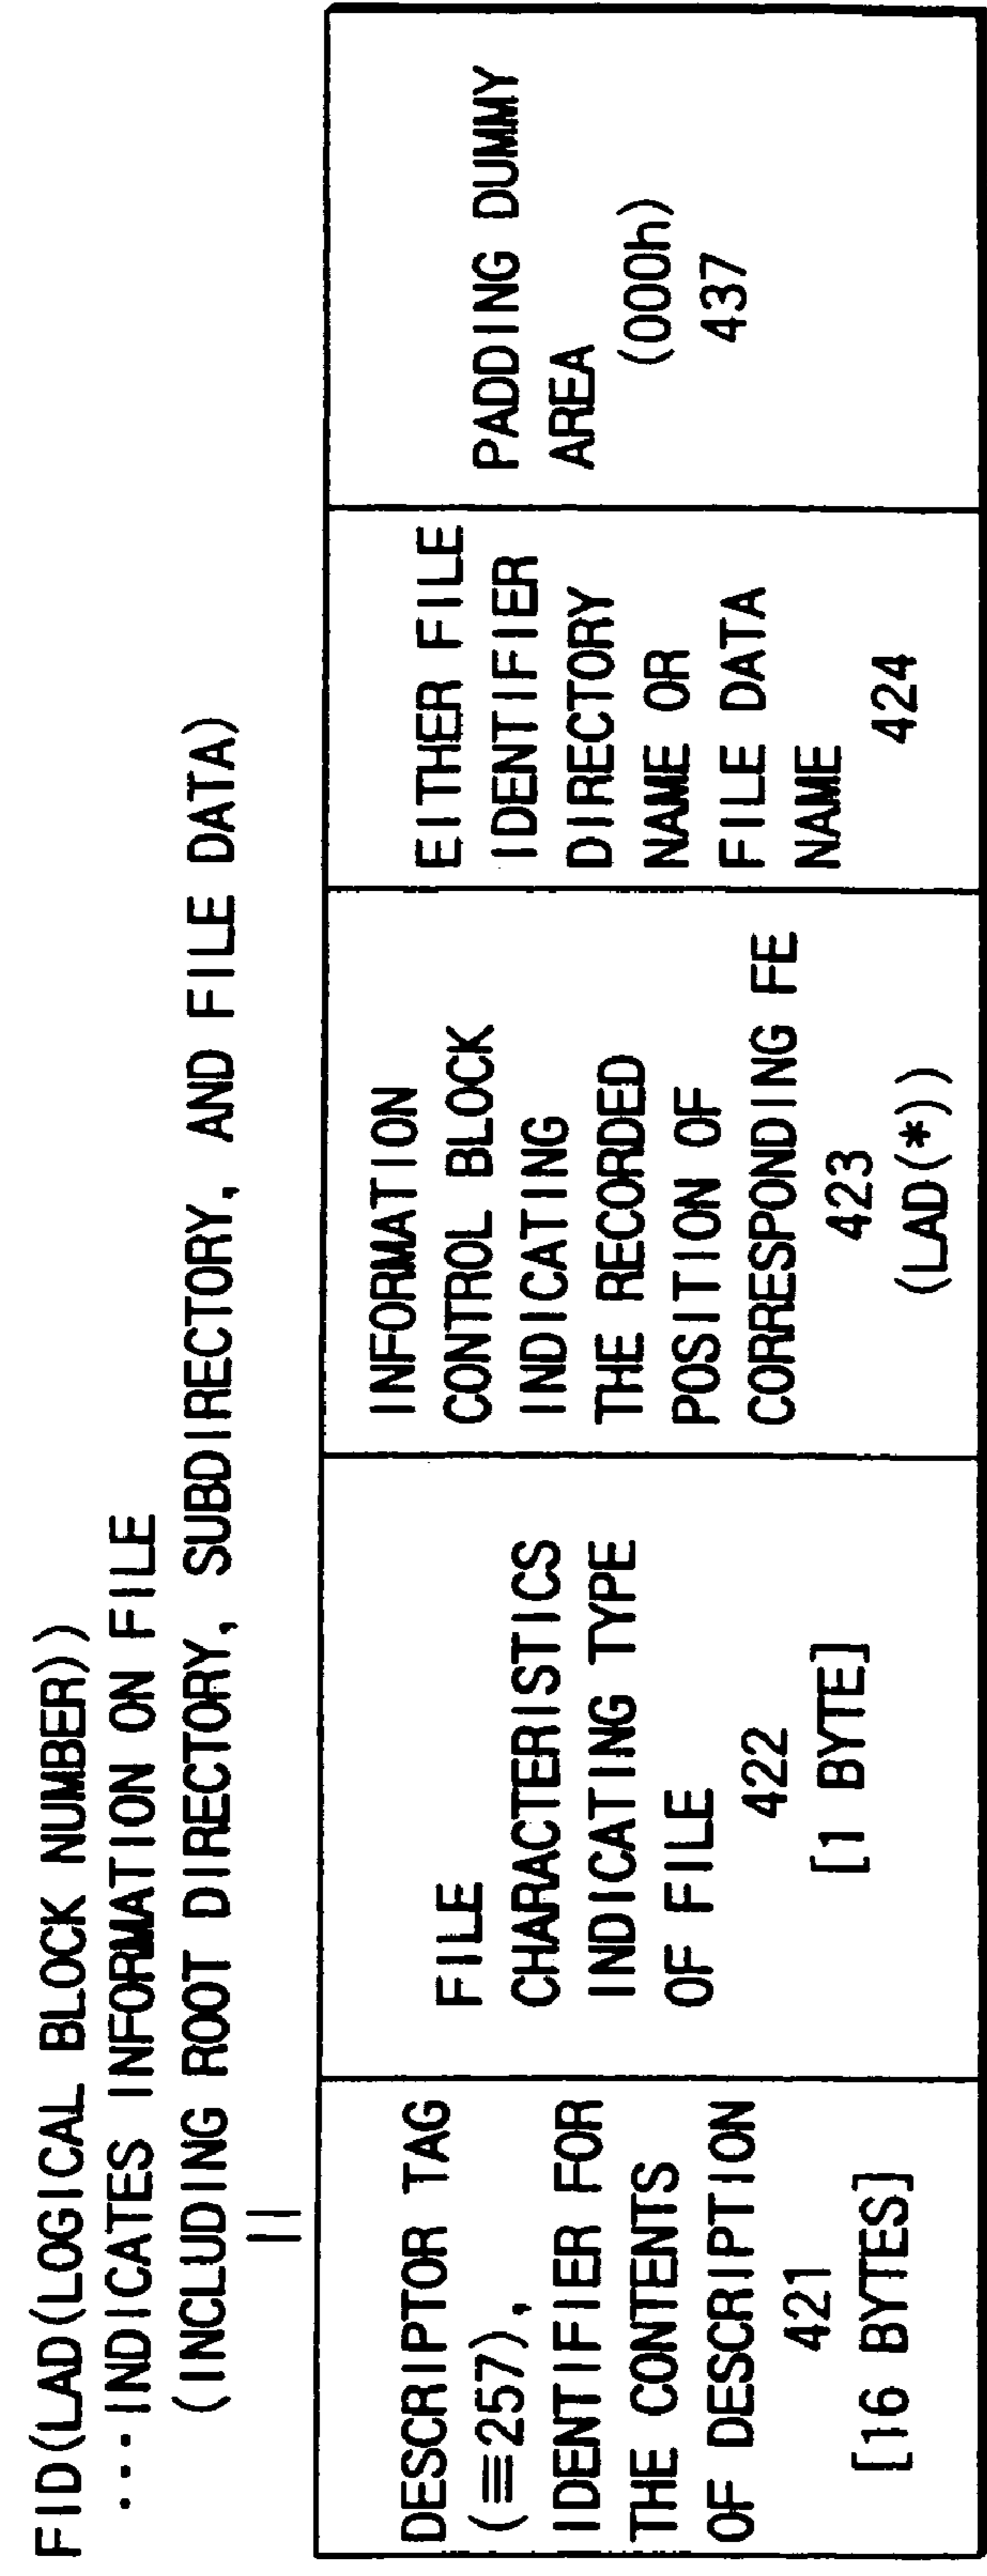 FID(LAD(LOGICAL BLOCK NUMBER))
···INDICATES INFORMATION ON FILE
(INCLUDING ROOT DIRECTORY, SUBDIRECTORY, AND FILE DATA)
||
DESCRIPTOR TAG
(≡257),
IDENTIFIER FOR
THE CONTENTS
OF DESCRIPTION
421
[16 BYTES]
FILE
CHARACTERISTICS
INDICATING TYPE
OF FILE
422
[1 BYTE]
INFORMATION
CONTROL BLOCK
INDICATING
THE RECORDED
POSITION OF
CORRESPONDING FE
423
(LAD(*))
EITHER FILE
IDENTIFIER
DIRECTORY
NAME OR
FILE DATA
NAME
424
PADDING DUMMY
AREA
(000h)
437